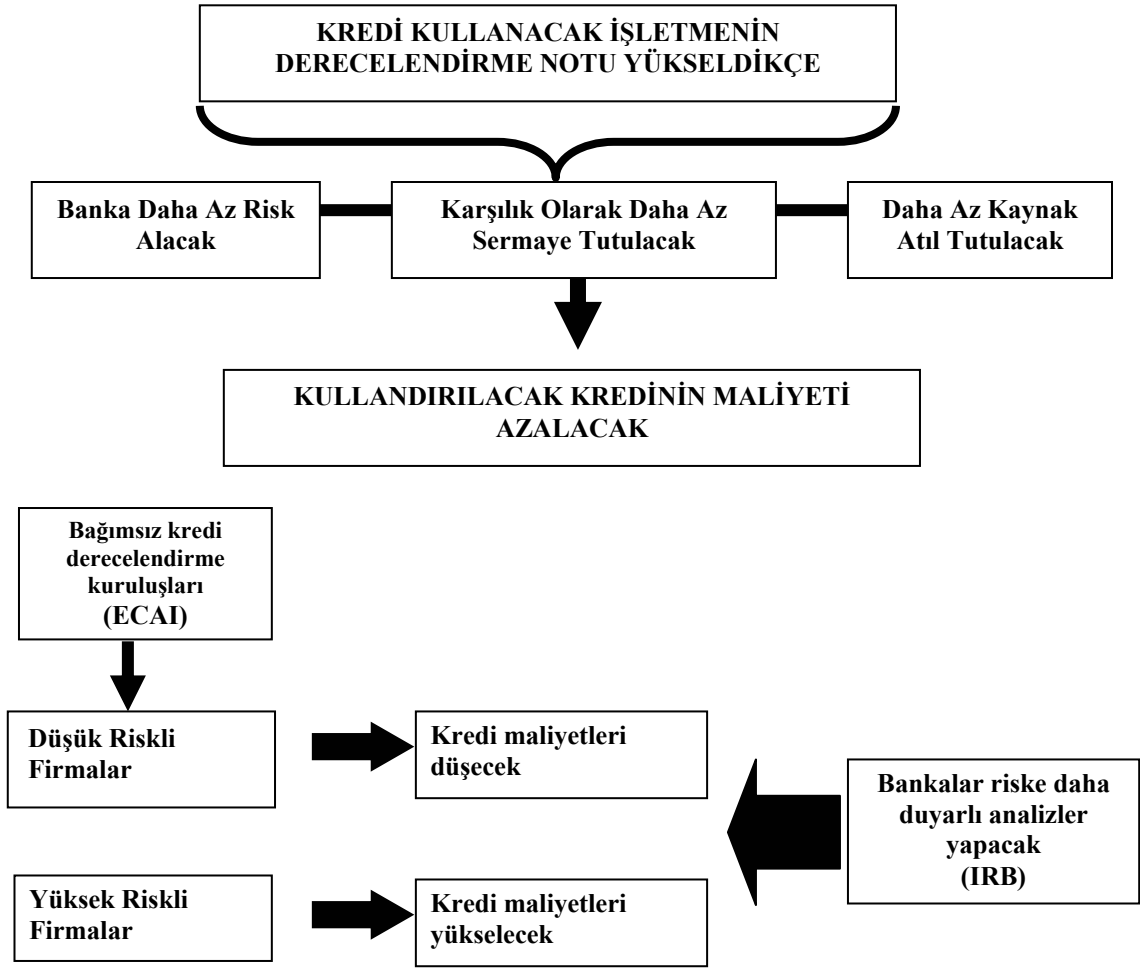 KREDİ KULLANACAK İŞLETMENİN
DERECELENDİRME NOTU YÜKSELDİKÇE
Banka Daha Az Risk
Alacak
Karşılık Olarak Daha Az
Sermaye Tutulacak
Daha Az Kaynak
Atıl Tutulacak
KULLANDIRILACAK KREDİNİN MALİYETİ
AZALACAK
Bağımsız kredi
derecelendirme
kuruluşları
(ECAI)
Düşük Riskli
Firmalar
Kredi maliyetleri
düşecek
Bankalar riske daha
duyarlı analizler
yapacak
(IRB)
Yüksek Riskli
Firmalar
Kredi maliyetleri
yükselecek